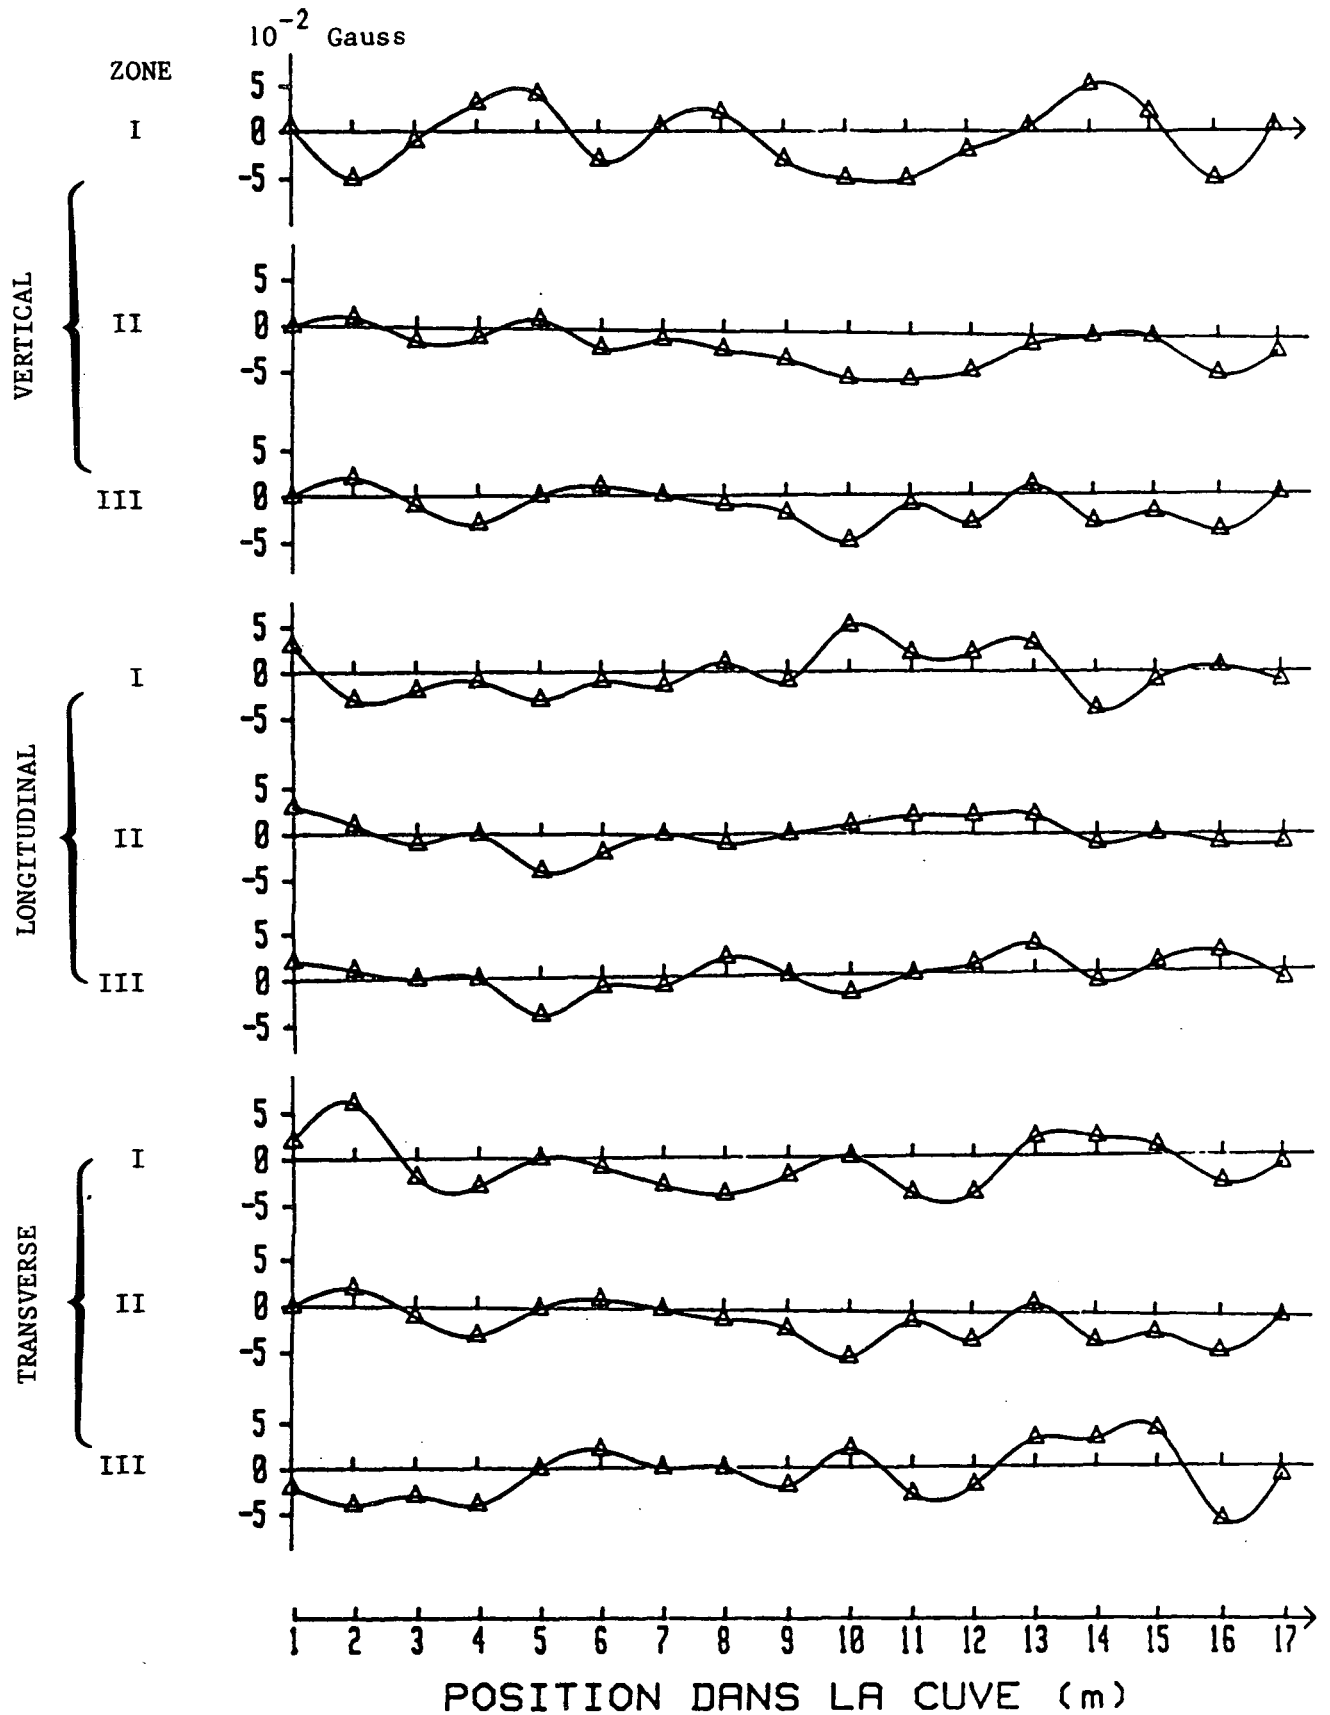 10⁻² Gauss
ZONE
VERTICAL
I
5
0
-5
II
5
0
-5
III
5
0
-5
LONGITUDINAL
I
5
0
-5
II
5
0
-5
III
5
0
-5
TRANSVERSE
I
5
0
-5
II
5
0
-5
III
5
0
-5
1 2 3 4 5 6 7 8 9 10 11 12 13 14 15 16 17
POSITION DANS LA CUVE (m)